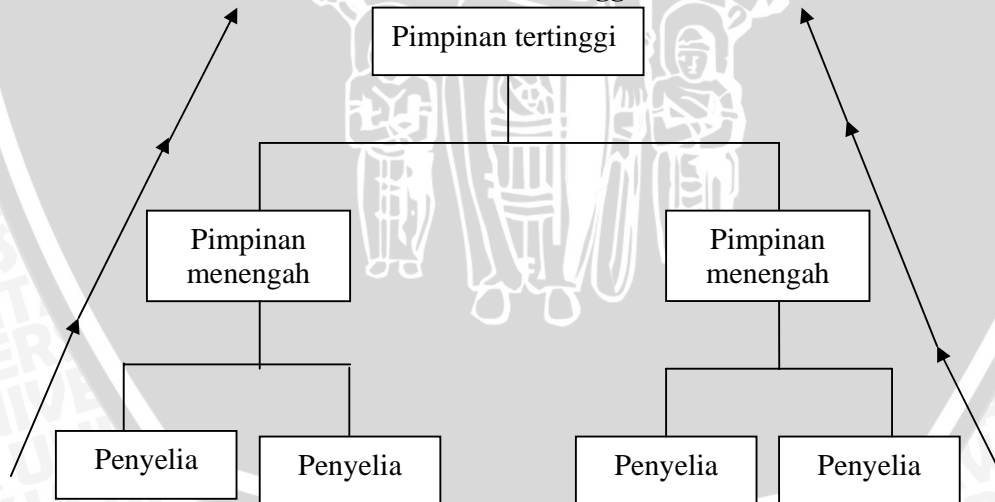 Pimpinan tertinggi
Pimpinan
menengah
Pimpinan
menengah
Penyelia
Penyelia
Penyelia
Penyelia